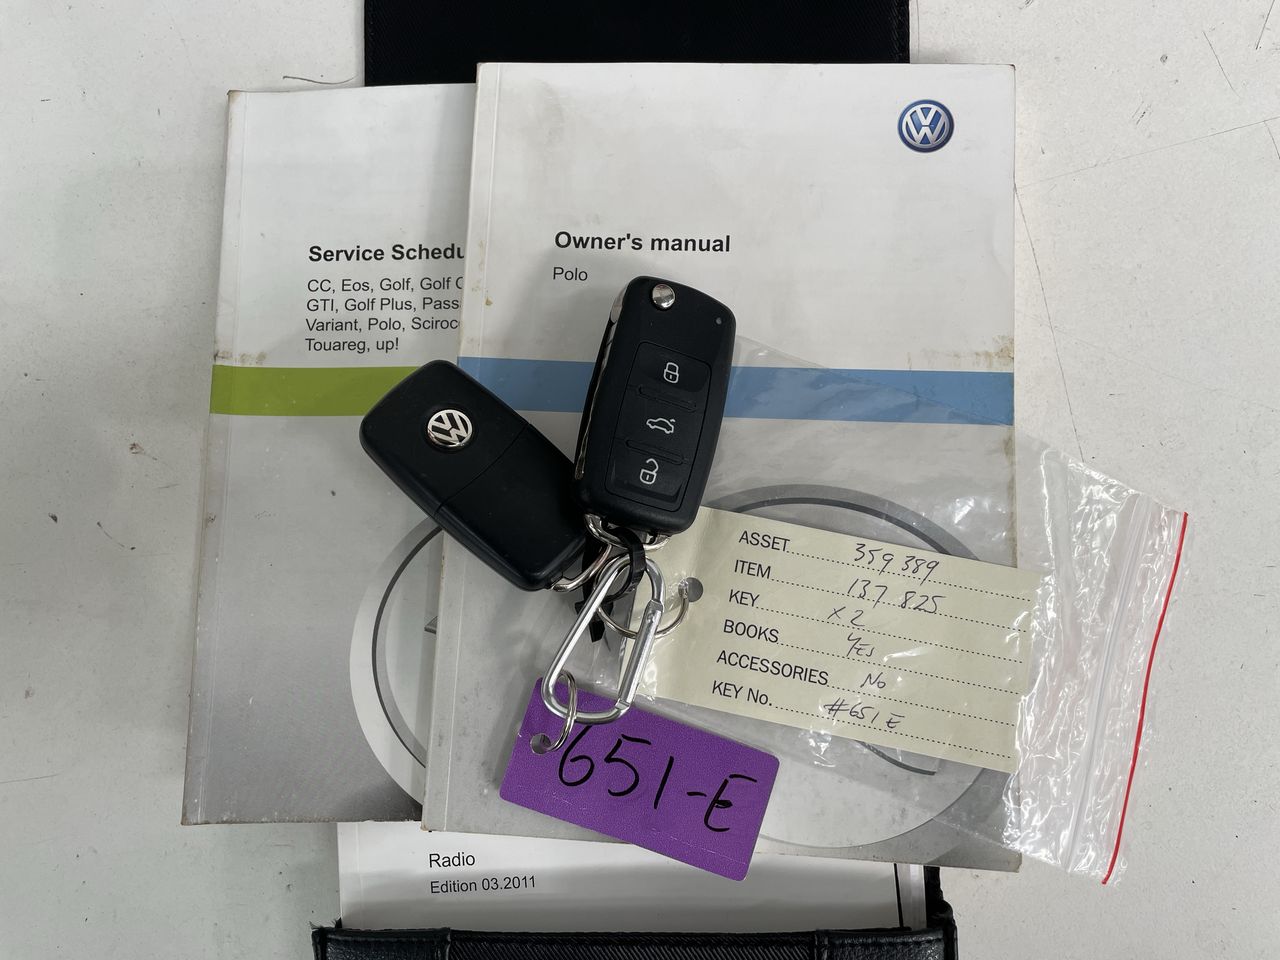 Owner's manual
Polo
Service Schedu
CC, Eos, Golf, Golf C
GTI, Golf Plus, Pass
Variant, Polo, Sciroc
Touareg, up!
ASSET 359 389
ITEM 137 825
KEY x2
BOOKS YES
ACCESSORIES No
KEY No. #651E
651-E
Radio
Edition 03.2011